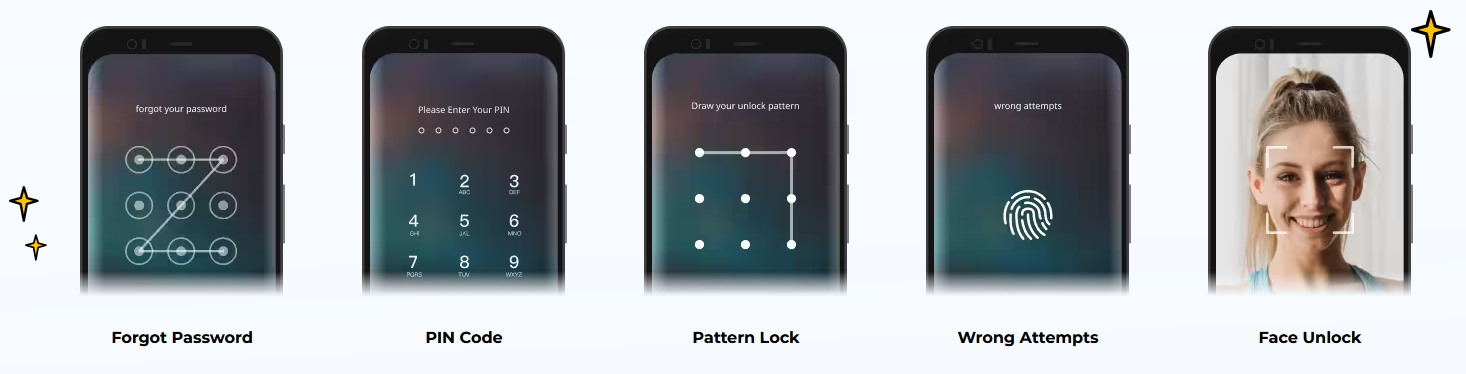 forgot your password
Please Enter Your PIN
1
2
ABC
3
DEF
4
GHI
5
JKL
6
MNO
7
PQRS
8
TUV
9
WXYZ
Draw your unlock pattern
wrong attempts
Forgot Password
PIN Code
Pattern Lock
Wrong Attempts
Face Unlock